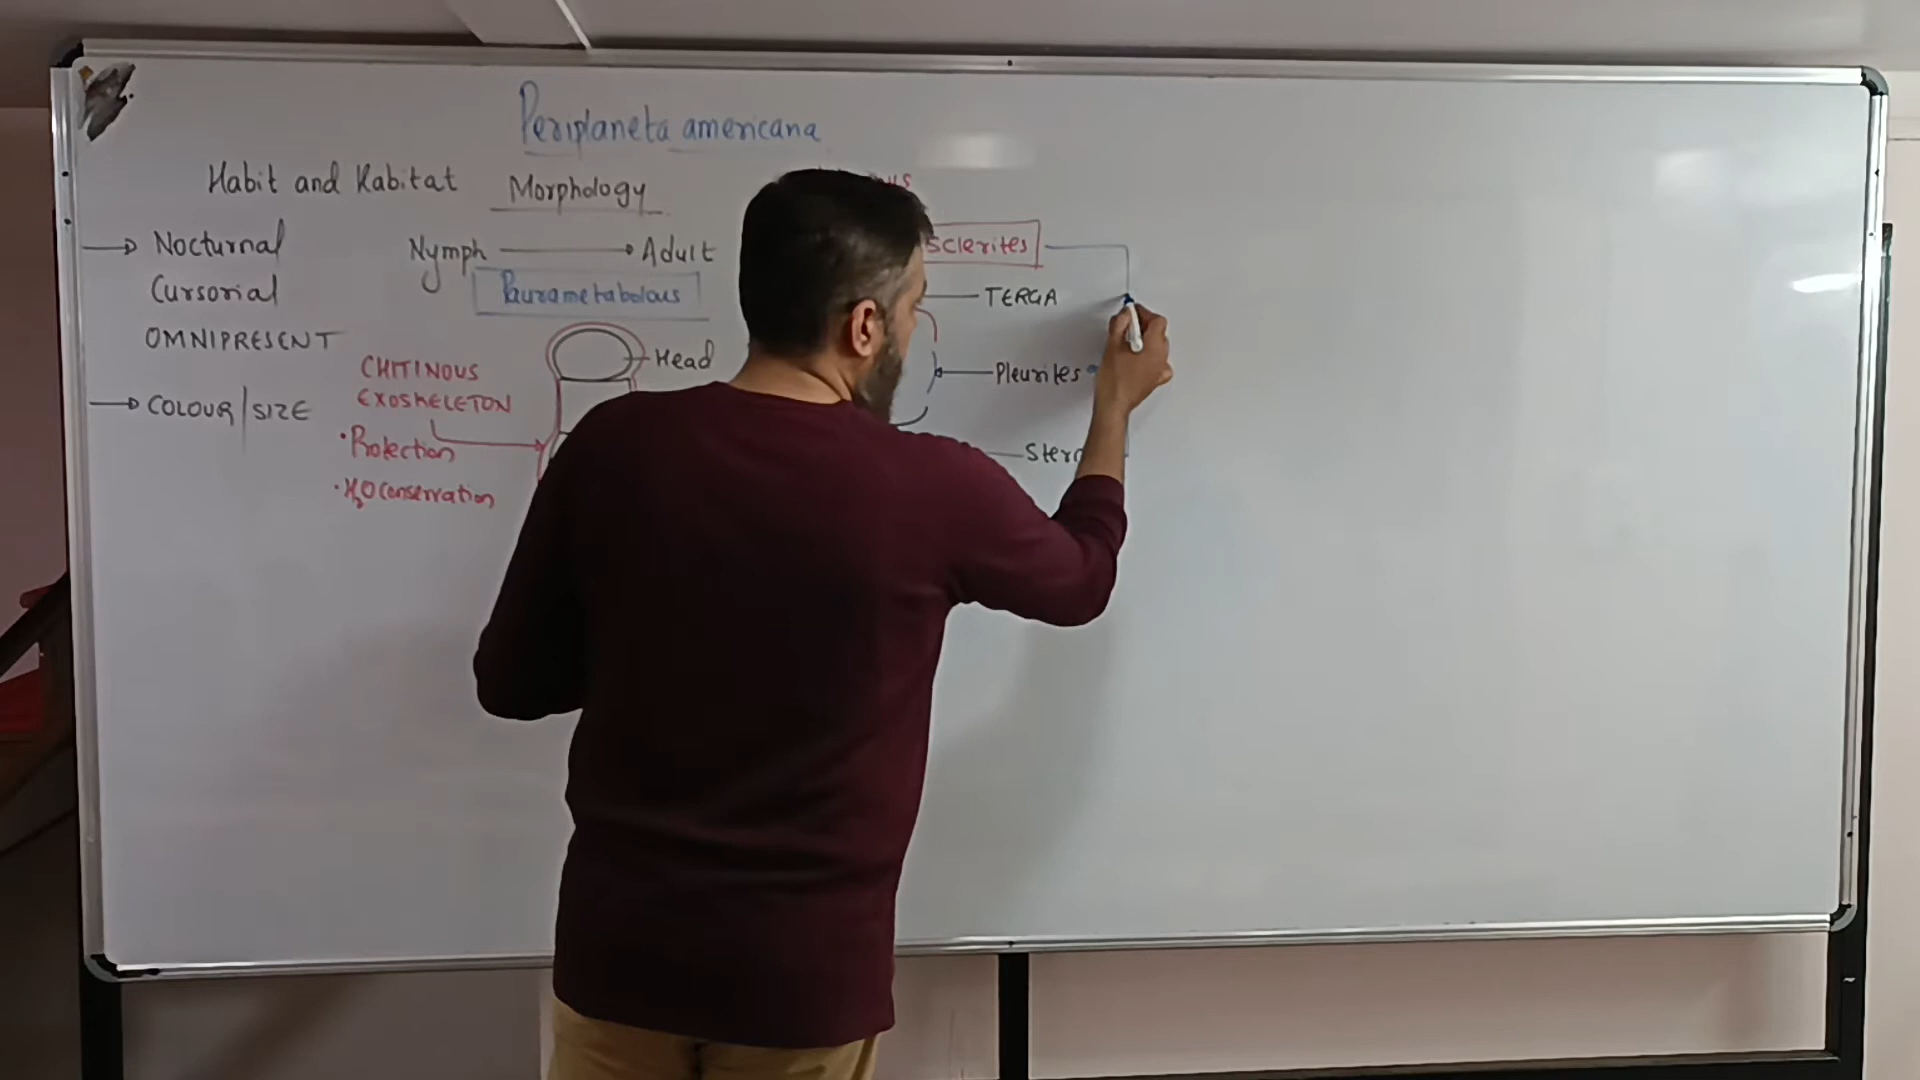 Periplaneta americana
Habit and Habitat
Morphology
Nocturnal
Cursorial
OMNIPRESENT
COLOUR/SIZE
Nymph Adult
Paurametabolous
CHITINOUS
EXOSKELETON
• Protection
• H2O Conservation
Head
Sclerites
TERGA
Pleurites